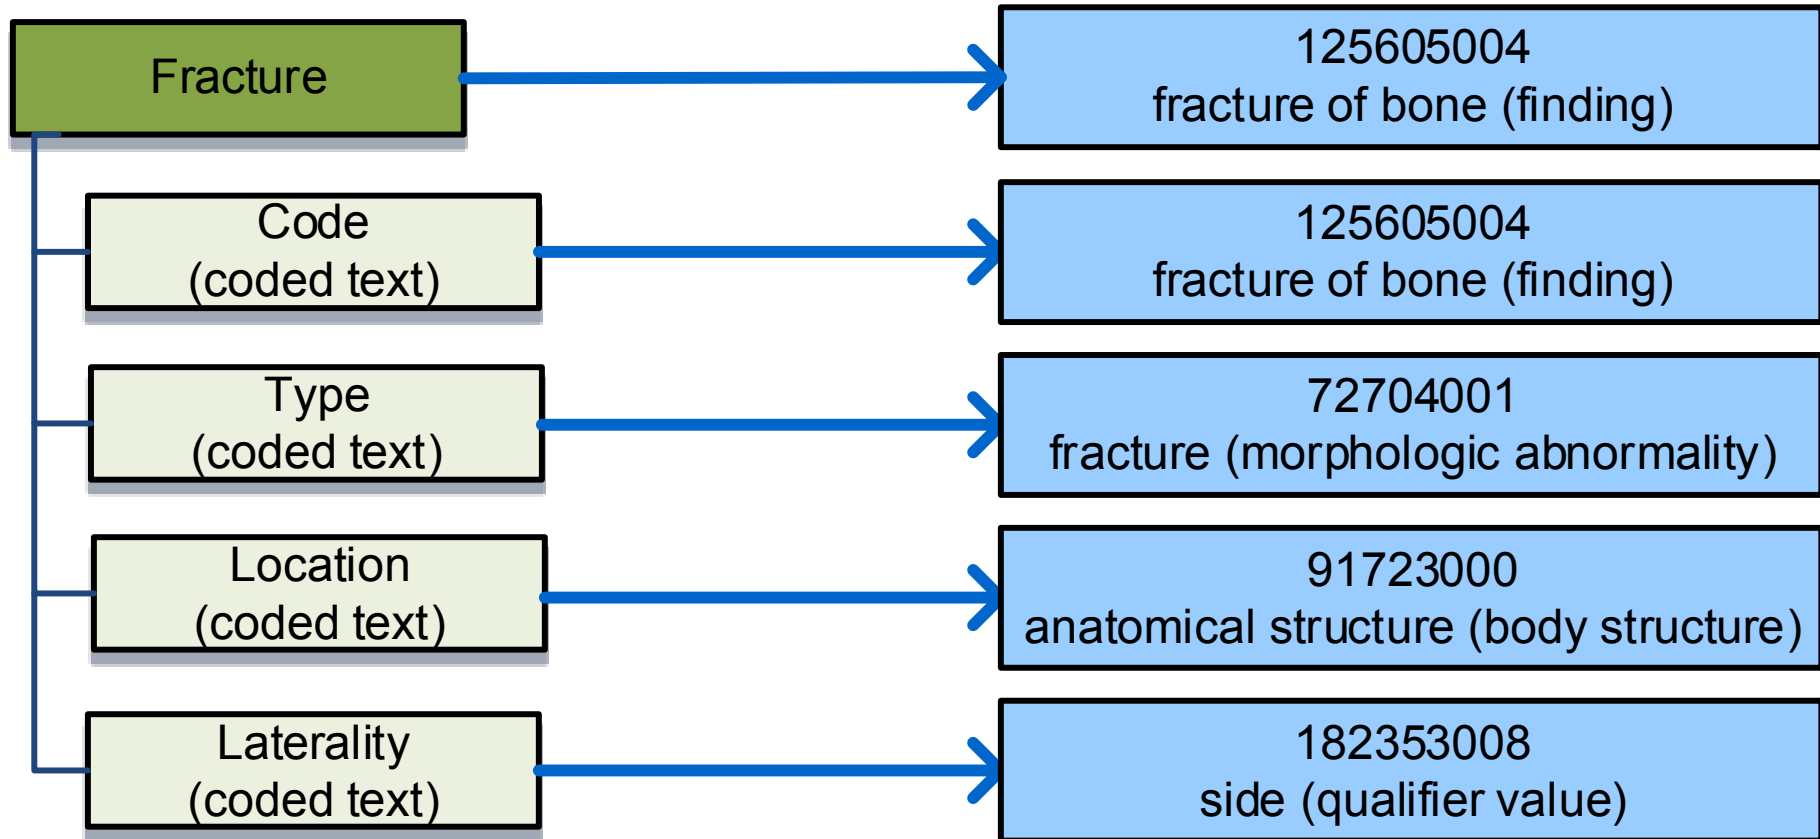 Fracture
125605004
fracture of bone (finding)
Code
(coded text)
125605004
fracture of bone (finding)
Type
(coded text)
72704001
fracture (morphologic abnormality)
Location
(coded text)
91723000
anatomical structure (body structure)
Laterality
(coded text)
182353008
side (qualifier value)